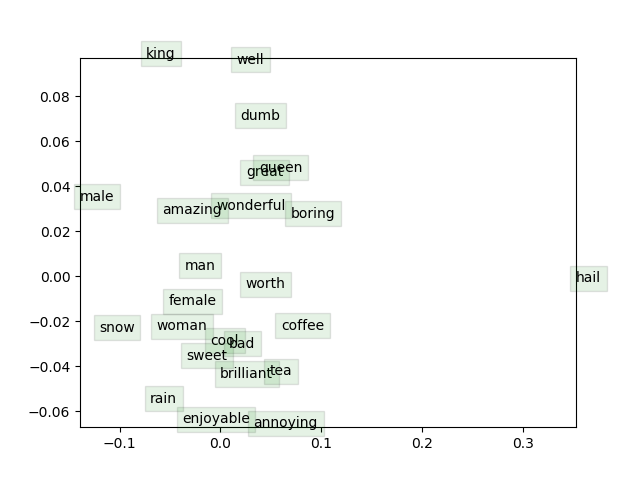 king
well
0.08
dumb
0.06
queen
great
0.04
male
wonderful
amazing
boring
0.02
man
0.00
hail
worth
female
−0.02
snow
woman
coffee
cool
bad
sweet
−0.04
tea
brilliant
rain
−0.06
enjoyable
annoying
−0.1
0.0
0.1
0.2
0.3